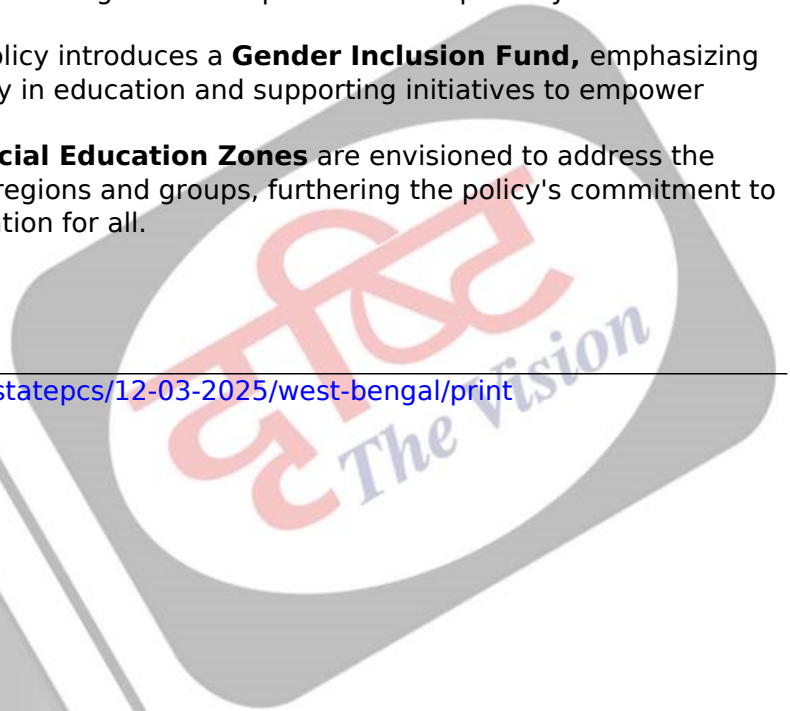 olicy introduces a Gender Inclusion Fund, emphasizing
y in education and supporting initiatives to empower
cial Education Zones are envisioned to address the
regions and groups, furthering the policy's commitment to
tion for all.
दृष्टि
The Vision
statepcs/12-03-2025/west-bengal/print